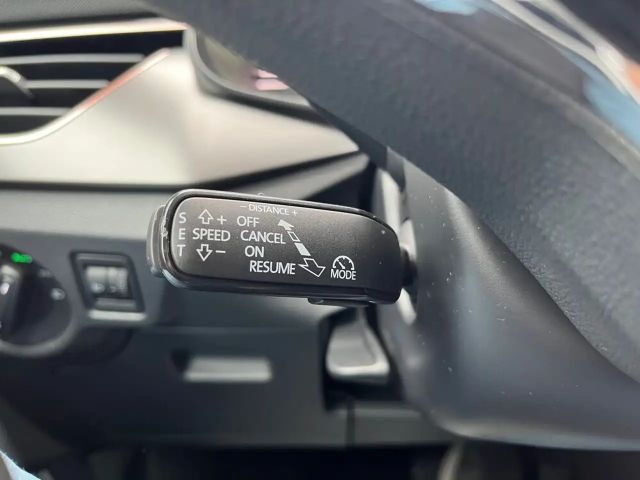 - DISTANCE +
S E T
SPEED
+
-
OFF
CANCEL
ON
RESUME
MODE